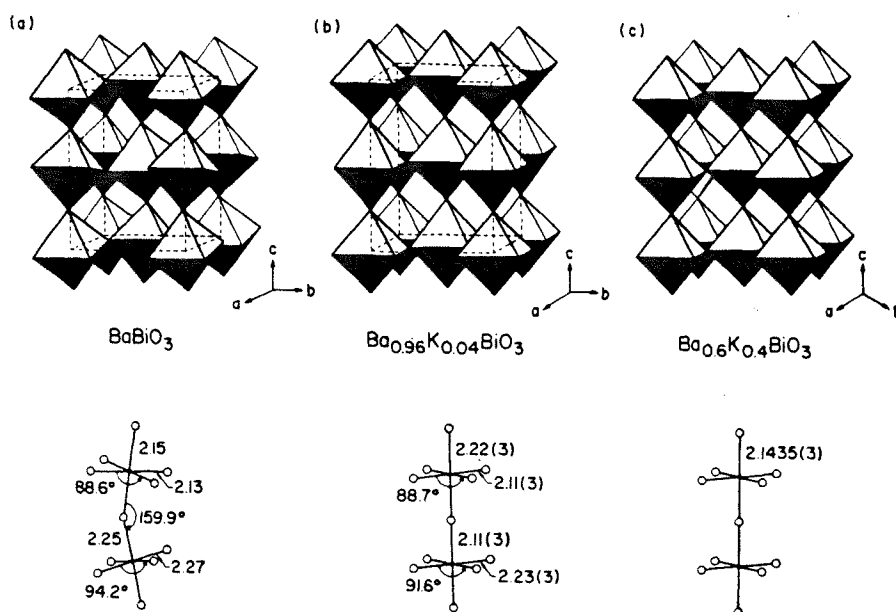 (a)
(b)
(c)
c
a
b
c
a
b
c
a
BaBiO3
Ba0.96K0.04BiO3
Ba0.6K0.4BiO3
2.15
2.13
88.6°
159.9°
2.25
2.27
94.2°
2.22(3)
2.11(3)
88.7°
2.11(3)
2.23(3)
91.6°
2.1435(3)